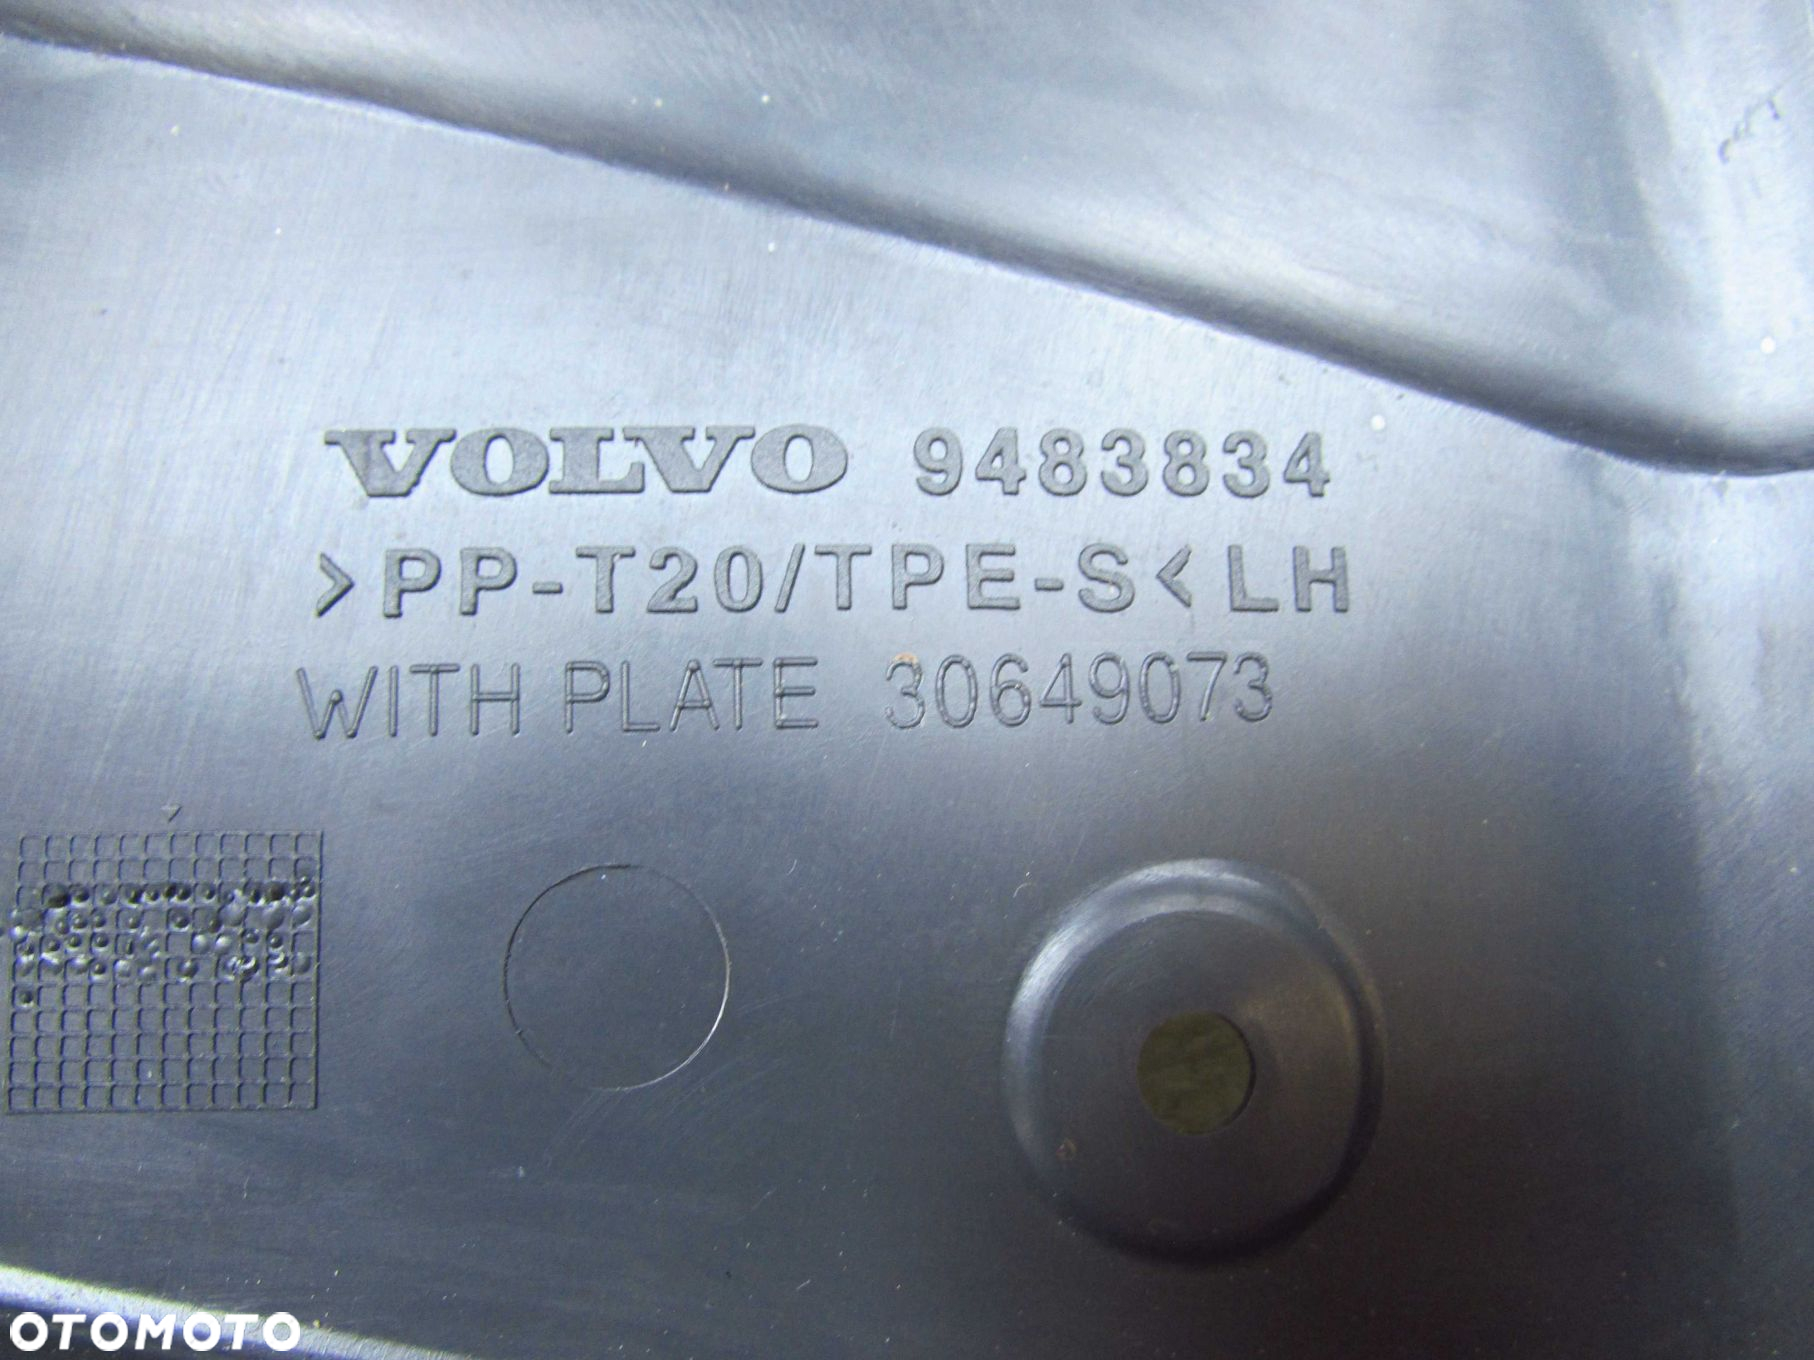 VOLVO 9483834
>PP-T20/TPE-S< LH
WITH PLATE 30649073
OTOMOTO